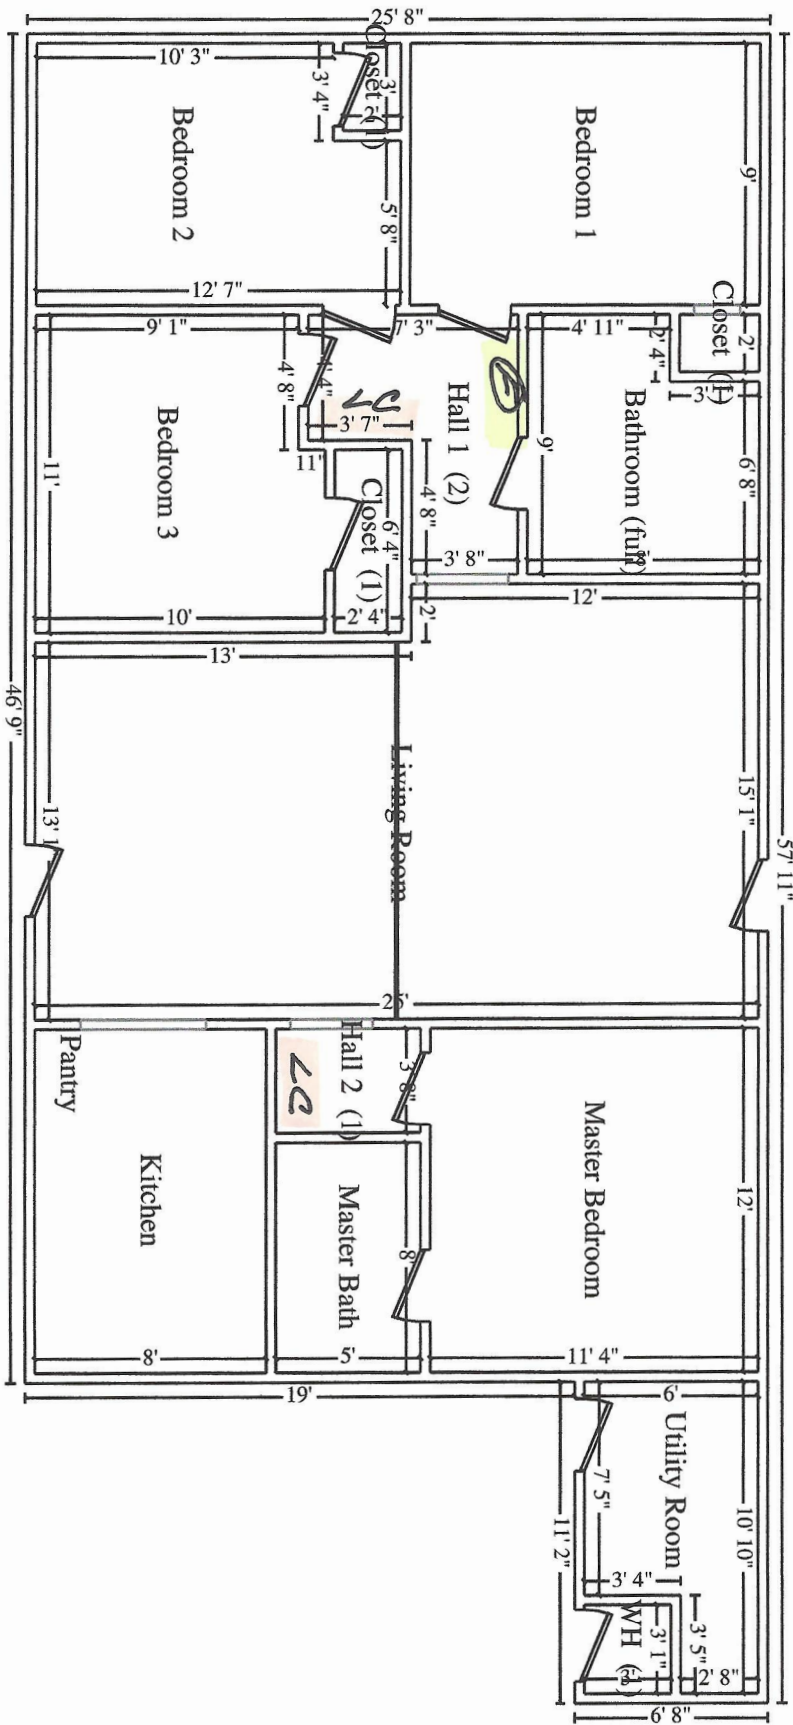 25' 8"
10' 3"
3' 4"
Closet (1)
3'
2'
Bedroom 2
Bedroom 1
9'
5' 8"
12' 7"
Closet (1)
2'
9' 1"
7' 3"
4' 11"
2' 4"
3'
4' 8"
4' 4"
LC
E
3' 7"
Hall 1 (2)
Bathroom (full)
Bedroom 3
11'
11"
9'
6' 8"
Closet (1)
6' 4"
4' 8"
3' 8"
10'
2' 4"
2'
12'
13'
46' 9"
Living Room
13' 1
15' 1"
57' 11"
25'
Pantry
Hall 2 (1)
LC
3' 8"
Master Bedroom
12'
Kitchen
Master Bath
8'
8'
5'
11' 4"
19'
6'
Utility Room
7' 5"
10' 10"
11' 2"
3' 4"
WH
3' 1"
3' 5"
3'
2' 8"
6' 8"